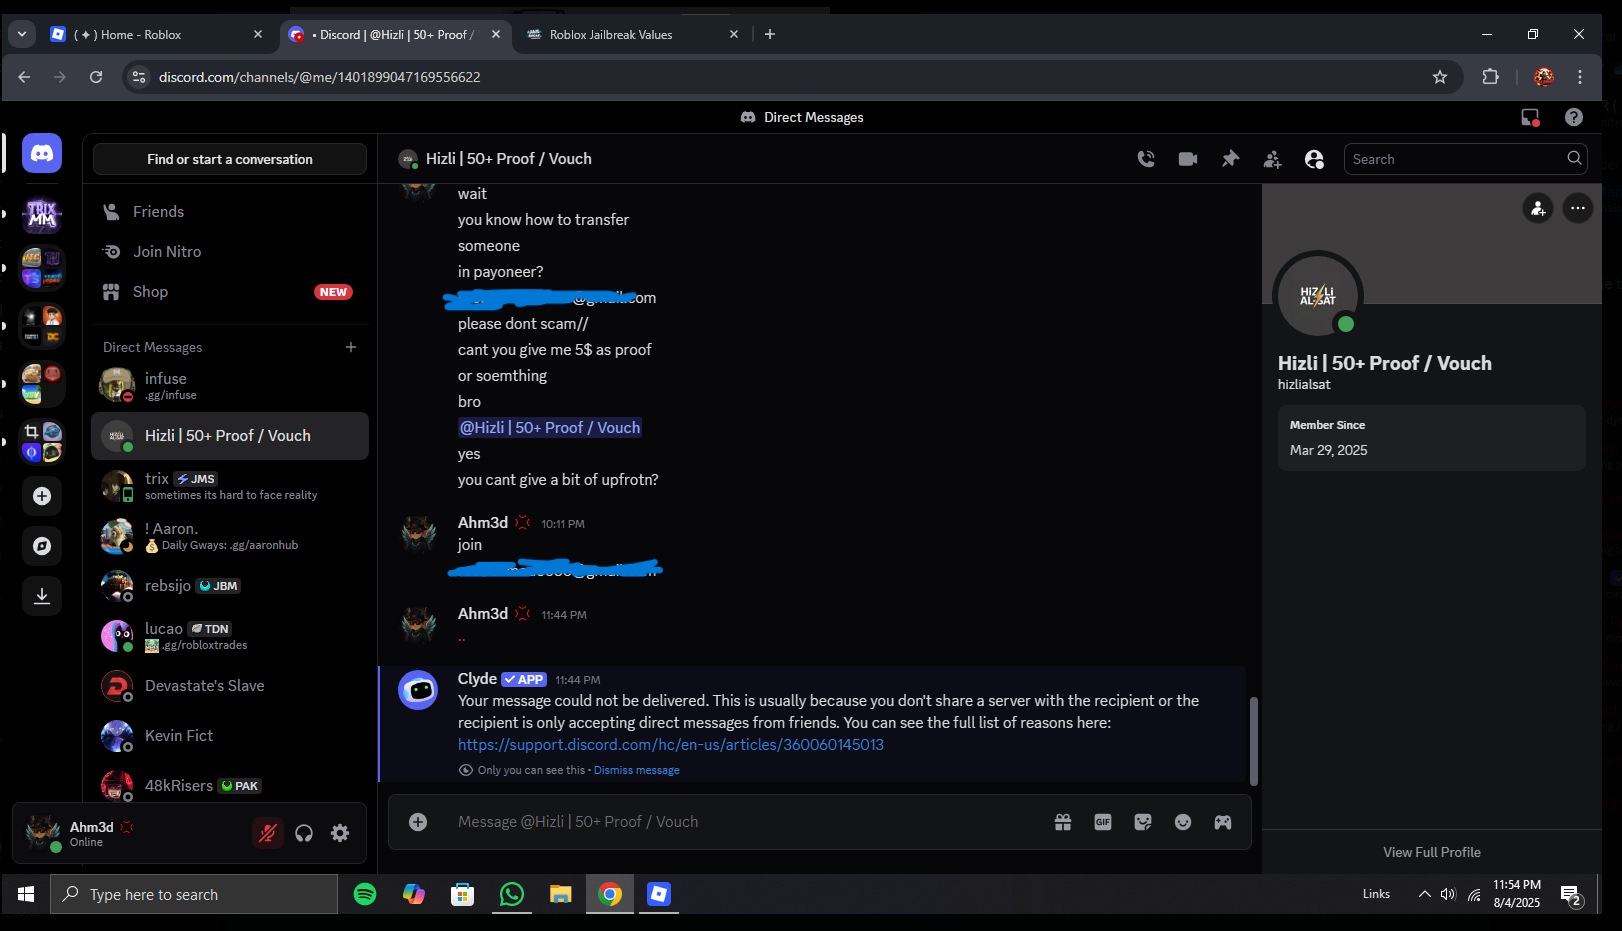 ( ✦ ) Home - Roblox
• Discord | @Hizli | 50+ Proof /
Roblox Jailbreak Values
discord.com/channels/@me/1401899047169556622
Direct Messages
Find or start a conversation
Friends
Join Nitro
Shop
NEW
Direct Messages
infuse
.gg/infuse
Hizli | 50+ Proof / Vouch
trix JMS
sometimes its hard to face reality
! Aaron.
Daily Gways: .gg/aaronhub
rebsijo JBM
lucao TDN
.gg/robloxtrades
Devastate's Slave
Kevin Fict
48kRisers PAK
Ahm3d
Online
Hizli | 50+ Proof / Vouch
Search
wait
you know how to transfer
someone
in payoneer?
@gmail.com
please dont scam//
cant you give me 5$ as proof
or soemthing
bro
@Hizli | 50+ Proof / Vouch
yes
you cant give a bit of upfrotn?
Ahm3d 10:11 PM
join
Ahm3d 11:44 PM
..
Clyde APP 11:44 PM
Your message could not be delivered. This is usually because you don't share a server with the recipient or the
recipient is only accepting direct messages from friends. You can see the full list of reasons here:
https://support.discord.com/hc/en-us/articles/360060145013
Only you can see this • Dismiss message
Message @Hizli | 50+ Proof / Vouch
GIF
HiZLi
ALSAT
Hizli | 50+ Proof / Vouch
hizlialsat
Member Since
Mar 29, 2025
View Full Profile
TRIX
MM
Type here to search
Links
11:54 PM
8/4/2025
2